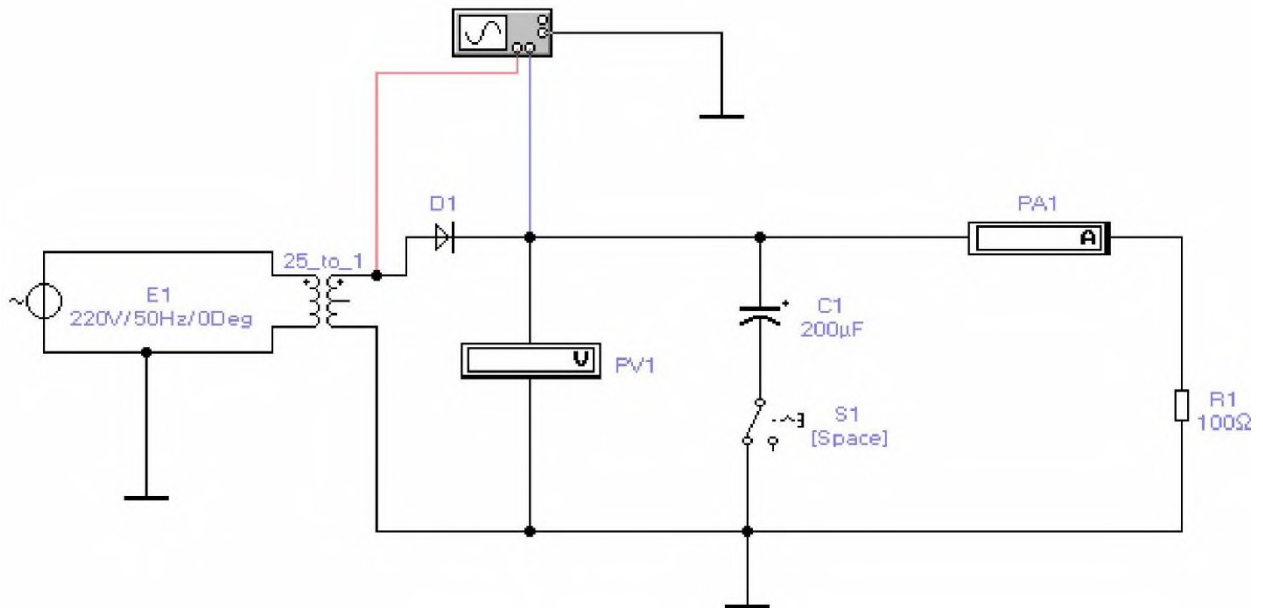 D1
PA1
A
25_to_1
E1
220V/50Hz/0Deg
C1
200µF
V
PV1
S1
[Space]
R1
100Ω